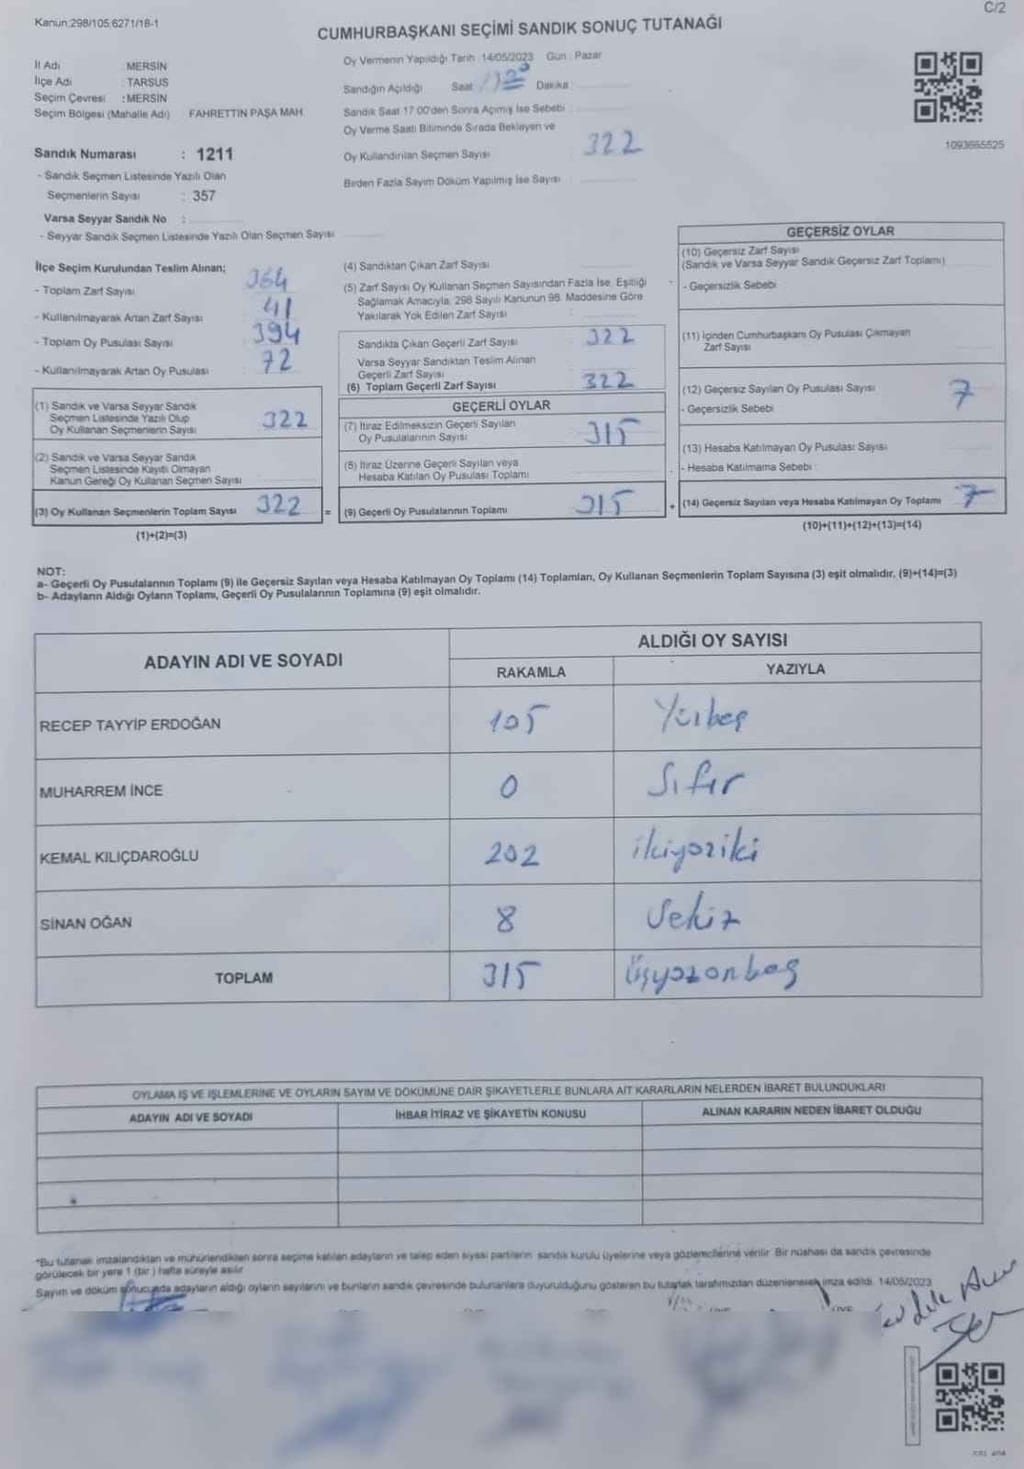 C/2
Kanun:298/105;6271/18-1
CUMHURBAŞKANI SEÇİMİ SANDIK SONUÇ TUTANAĞI
İl Adı : MERSİN
İlçe Adı : TARSUS
Seçim Çevresi : MERSİN
Seçim Bölgesi (Mahalle Adı) FAHRETTİN PAŞA MAH.
Sandık Numarası : 1211
- Sandık Seçmen Listesinde Yazılı Olan
Seçmenlerin Sayısı : 357
Varsa Seyyar Sandık No :
- Seyyar Sandık Seçmen Listesinde Yazılı Olan Seçmen Sayısı
Oy Vermenin Yapıldığı Tarih : 14/05/2023 Gün : Pazar
Sandığın Açıldığı Saat Dakika :
Sandık Saat 17:00'den Sonra Açılmış İse Sebebi
Oy Verme Saati Bitiminde Sırada Bekleyen ve
Oy Kullandırılan Seçmen Sayısı 322
Birden Fazla Sayım Döküm Yapılmış İse Sayısı
1093665525
İlçe Seçim Kurulundan Teslim Alınan;
- Toplam Zarf Sayısı 364
- Kullanılmayarak Artan Zarf Sayısı 41
- Toplam Oy Pusulası Sayısı 394
- Kullanılmayarak Artan Oy Pusulası 72
(1) Sandık ve Varsa Seyyar Sandık
Seçmen Listesinde Yazılı Olup
Oy Kullanan Seçmenlerin Sayısı 322
(2) Sandık ve Varsa Seyyar Sandık
Seçmen Listesinde Kayıtlı Olmayan
Kanun Gereği Oy Kullanan Seçmen Sayısı
(3) Oy Kullanan Seçmenlerin Toplam Sayısı 322 =
(1)+(2)=(3)
(4) Sandıktan Çıkan Zarf Sayısı
(5) Zarf Sayısı Oy Kullanan Seçmen Sayısından Fazla İse, Eşitliği
Sağlamak Amacıyla, 298 Sayılı Kanunun 98. Maddesine Göre
Yakılarak Yok Edilen Zarf Sayısı
Sandıkta Çıkan Geçerli Zarf Sayısı 322
Varsa Seyyar Sandıktan Teslim Alınan
Geçerli Zarf Sayısı
(6) Toplam Geçerli Zarf Sayısı 322
GEÇERLİ OYLAR
(7) İtiraz Edilmeksizin Geçerli Sayılan
Oy Pusulalarının Sayısı 315
(8) İtiraz Üzerine Geçerli Sayılan veya
Hesaba Katılan Oy Pusulası Toplamı
(9) Geçerli Oy Pusulalarının Toplamı 315 +
GEÇERSİZ OYLAR
(10) Geçersiz Zarf Sayısı
(Sandık ve Varsa Seyyar Sandık Geçersiz Zarf Toplamı)
- Geçersizlik Sebebi
(11) İçinden Cumhurbaşkanı Oy Pusulası Çıkmayan
Zarf Sayısı
(12) Geçersiz Sayılan Oy Pusulası Sayısı 7
- Geçersizlik Sebebi
(13) Hesaba Katılmayan Oy Pusulası Sayısı
- Hesaba Katılmama Sebebi
(14) Geçersiz Sayılan veya Hesaba Katılmayan Oy Toplamı 7
(10)+(11)+(12)+(13)=(14)
NOT:
a- Geçerli Oy Pusulalarının Toplamı (9) ile Geçersiz Sayılan veya Hesaba Katılmayan Oy Toplamı (14) Toplamları, Oy Kullanan Seçmenlerin Toplam Sayısına (3) eşit olmalıdır. (9)+(14)=(3)
b- Adayların Aldığı Oyların Toplamı, Geçerli Oy Pusulalarının Toplamına (9) eşit olmalıdır.
ADAYIN ADI VE SOYADI ALDIĞI OY SAYISI
RAKAMLA YAZIYLA
RECEP TAYYİP ERDOĞAN 105 Yüzbeş
MUHARREM İNCE 0 Sıfır
KEMAL KILIÇDAROĞLU 202 ikiyüziki
SİNAN OĞAN 8 Sekiz
TOPLAM 315 Üçyüzonbeş
OYLAMA İŞ VE İŞLEMLERİNE VE OYLARIN SAYIM VE DÖKÜMÜNE DAİR ŞİKAYETLERLE BUNLARA AİT KARARLARIN NELERDEN İBARET BULUNDUKLARI
ADAYIN ADI VE SOYADI İHBAR İTİRAZ VE ŞİKAYETİN KONUSU ALINAN KARARIN NEDEN İBARET OLDUĞU
*Bu tutanak imzalandıktan ve mühürlendikten sonra seçime katılan adayların ve talep eden siyasi partilerin sandık kurulu üyelerine veya gözlemcilerine verilir. Bir nüshası da sandık çevresinde
görülecek bir yere 1 (bir ) hafta süreyle asılır.
Sayım ve döküm sonucunda adayların aldığı oyların sayılarını ve bunların sandık çevresinde bulunanlara duyurulduğunu gösteren bu tutanak tarafımızdan düzenlenerek imza edildi. 14/05/2023